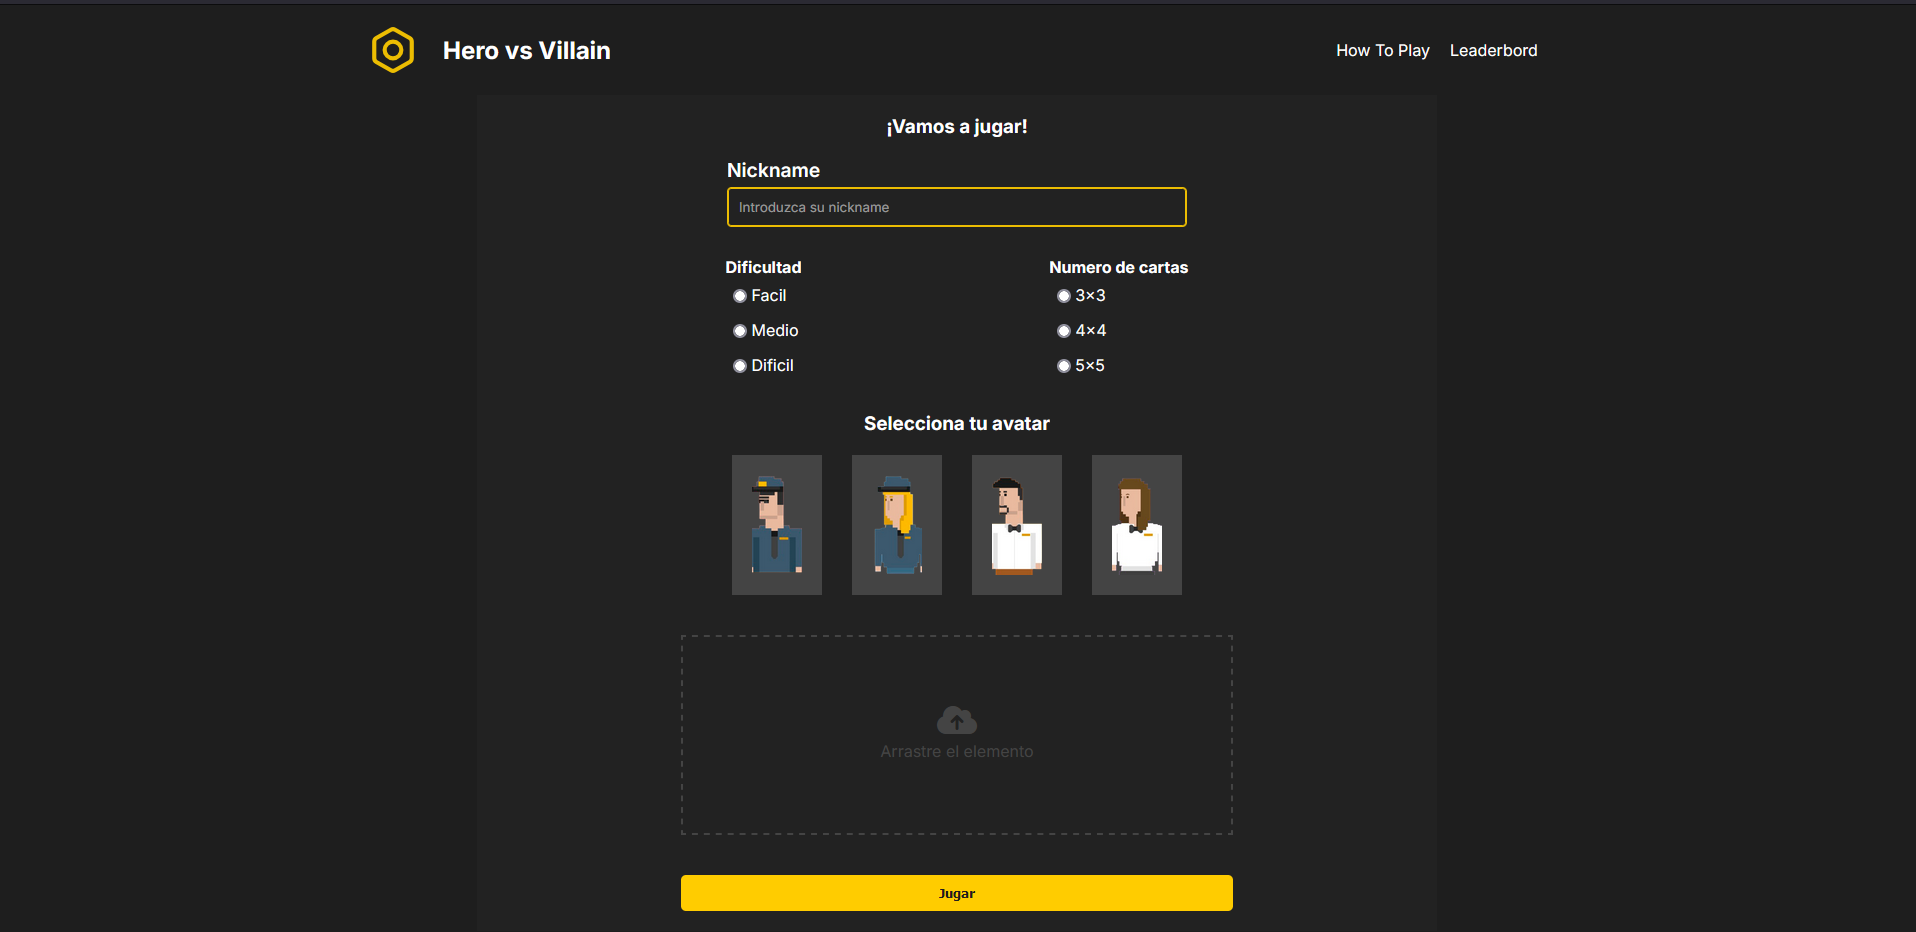 Hero vs Villain
How To Play
Leaderbord
¡Vamos a jugar!
Nickname
Introduzca su nickname
Dificultad
Facil
Medio
Dificil
Numero de cartas
3×3
4×4
5×5
Selecciona tu avatar
Arrastre el elemento
Jugar